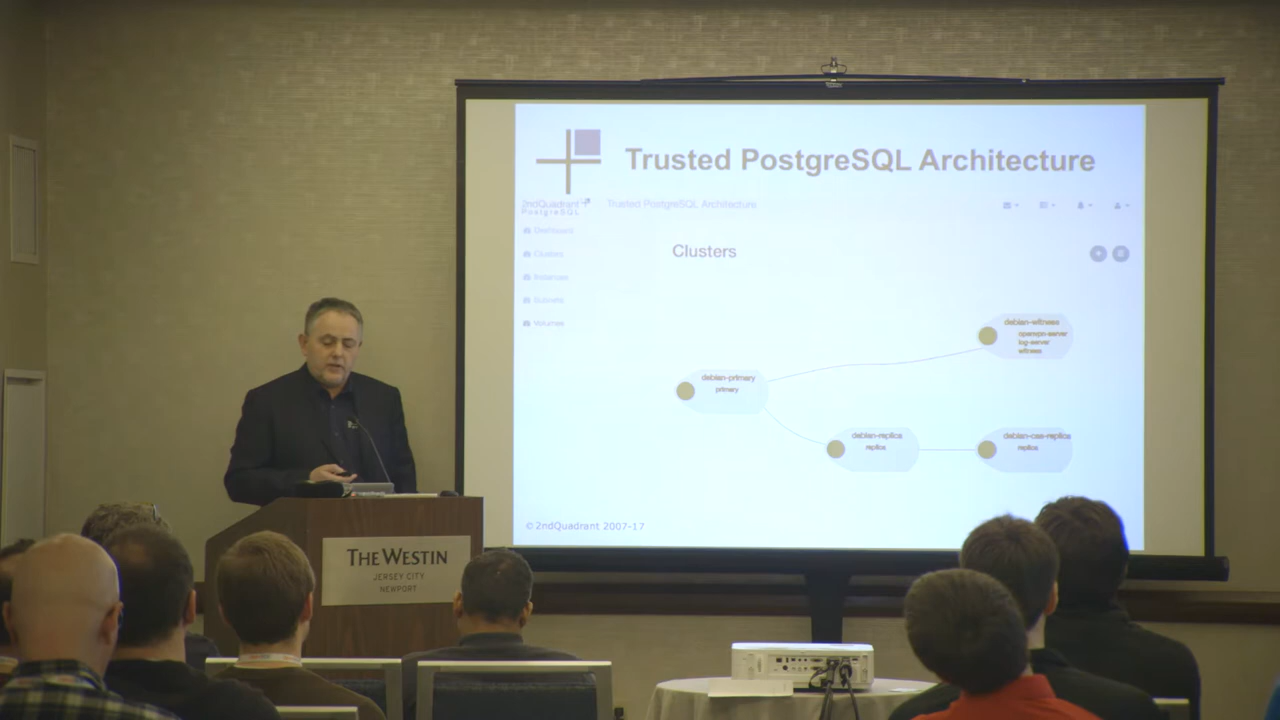 Trusted PostgreSQL Architecture
2ndQuadrant
PostgreSQL
Trusted PostgreSQL Architecture
Dashboard
Clusters
Instances
Subnets
Volumes
Clusters
debian-witness
openvpn-server
log-server
witness
debian-primary
primary
debian-replica
replica
debian-cas-replica
replica
© 2ndQuadrant 2007-17
THE WESTIN
JERSEY CITY
NEWPORT